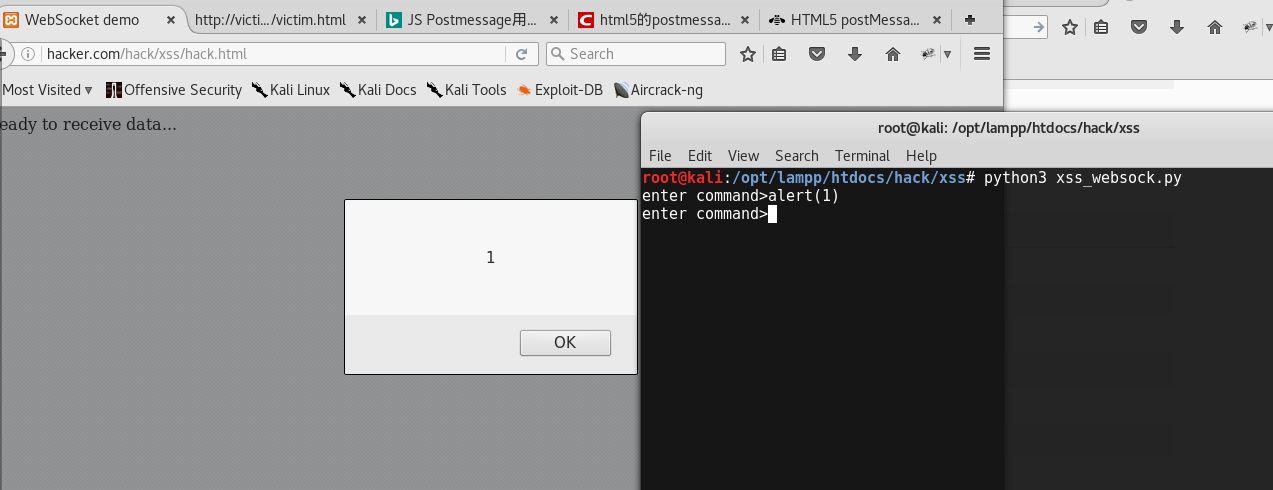 WebSocket demo
http://victi.../victim.html
JS Postmessage用...
html5的postmessa...
HTML5 postMessa...
hacker.com/hack/xss/hack.html
Search
Most Visited
Offensive Security
Kali Linux
Kali Docs
Kali Tools
Exploit-DB
Aircrack-ng
eady to receive data...
1
OK
root@kali: /opt/lampp/htdocs/hack/xss
File Edit View Search Terminal Help
root@kali:/opt/lampp/htdocs/hack/xss# python3 xss_websock.py
enter command>alert(1)
enter command>